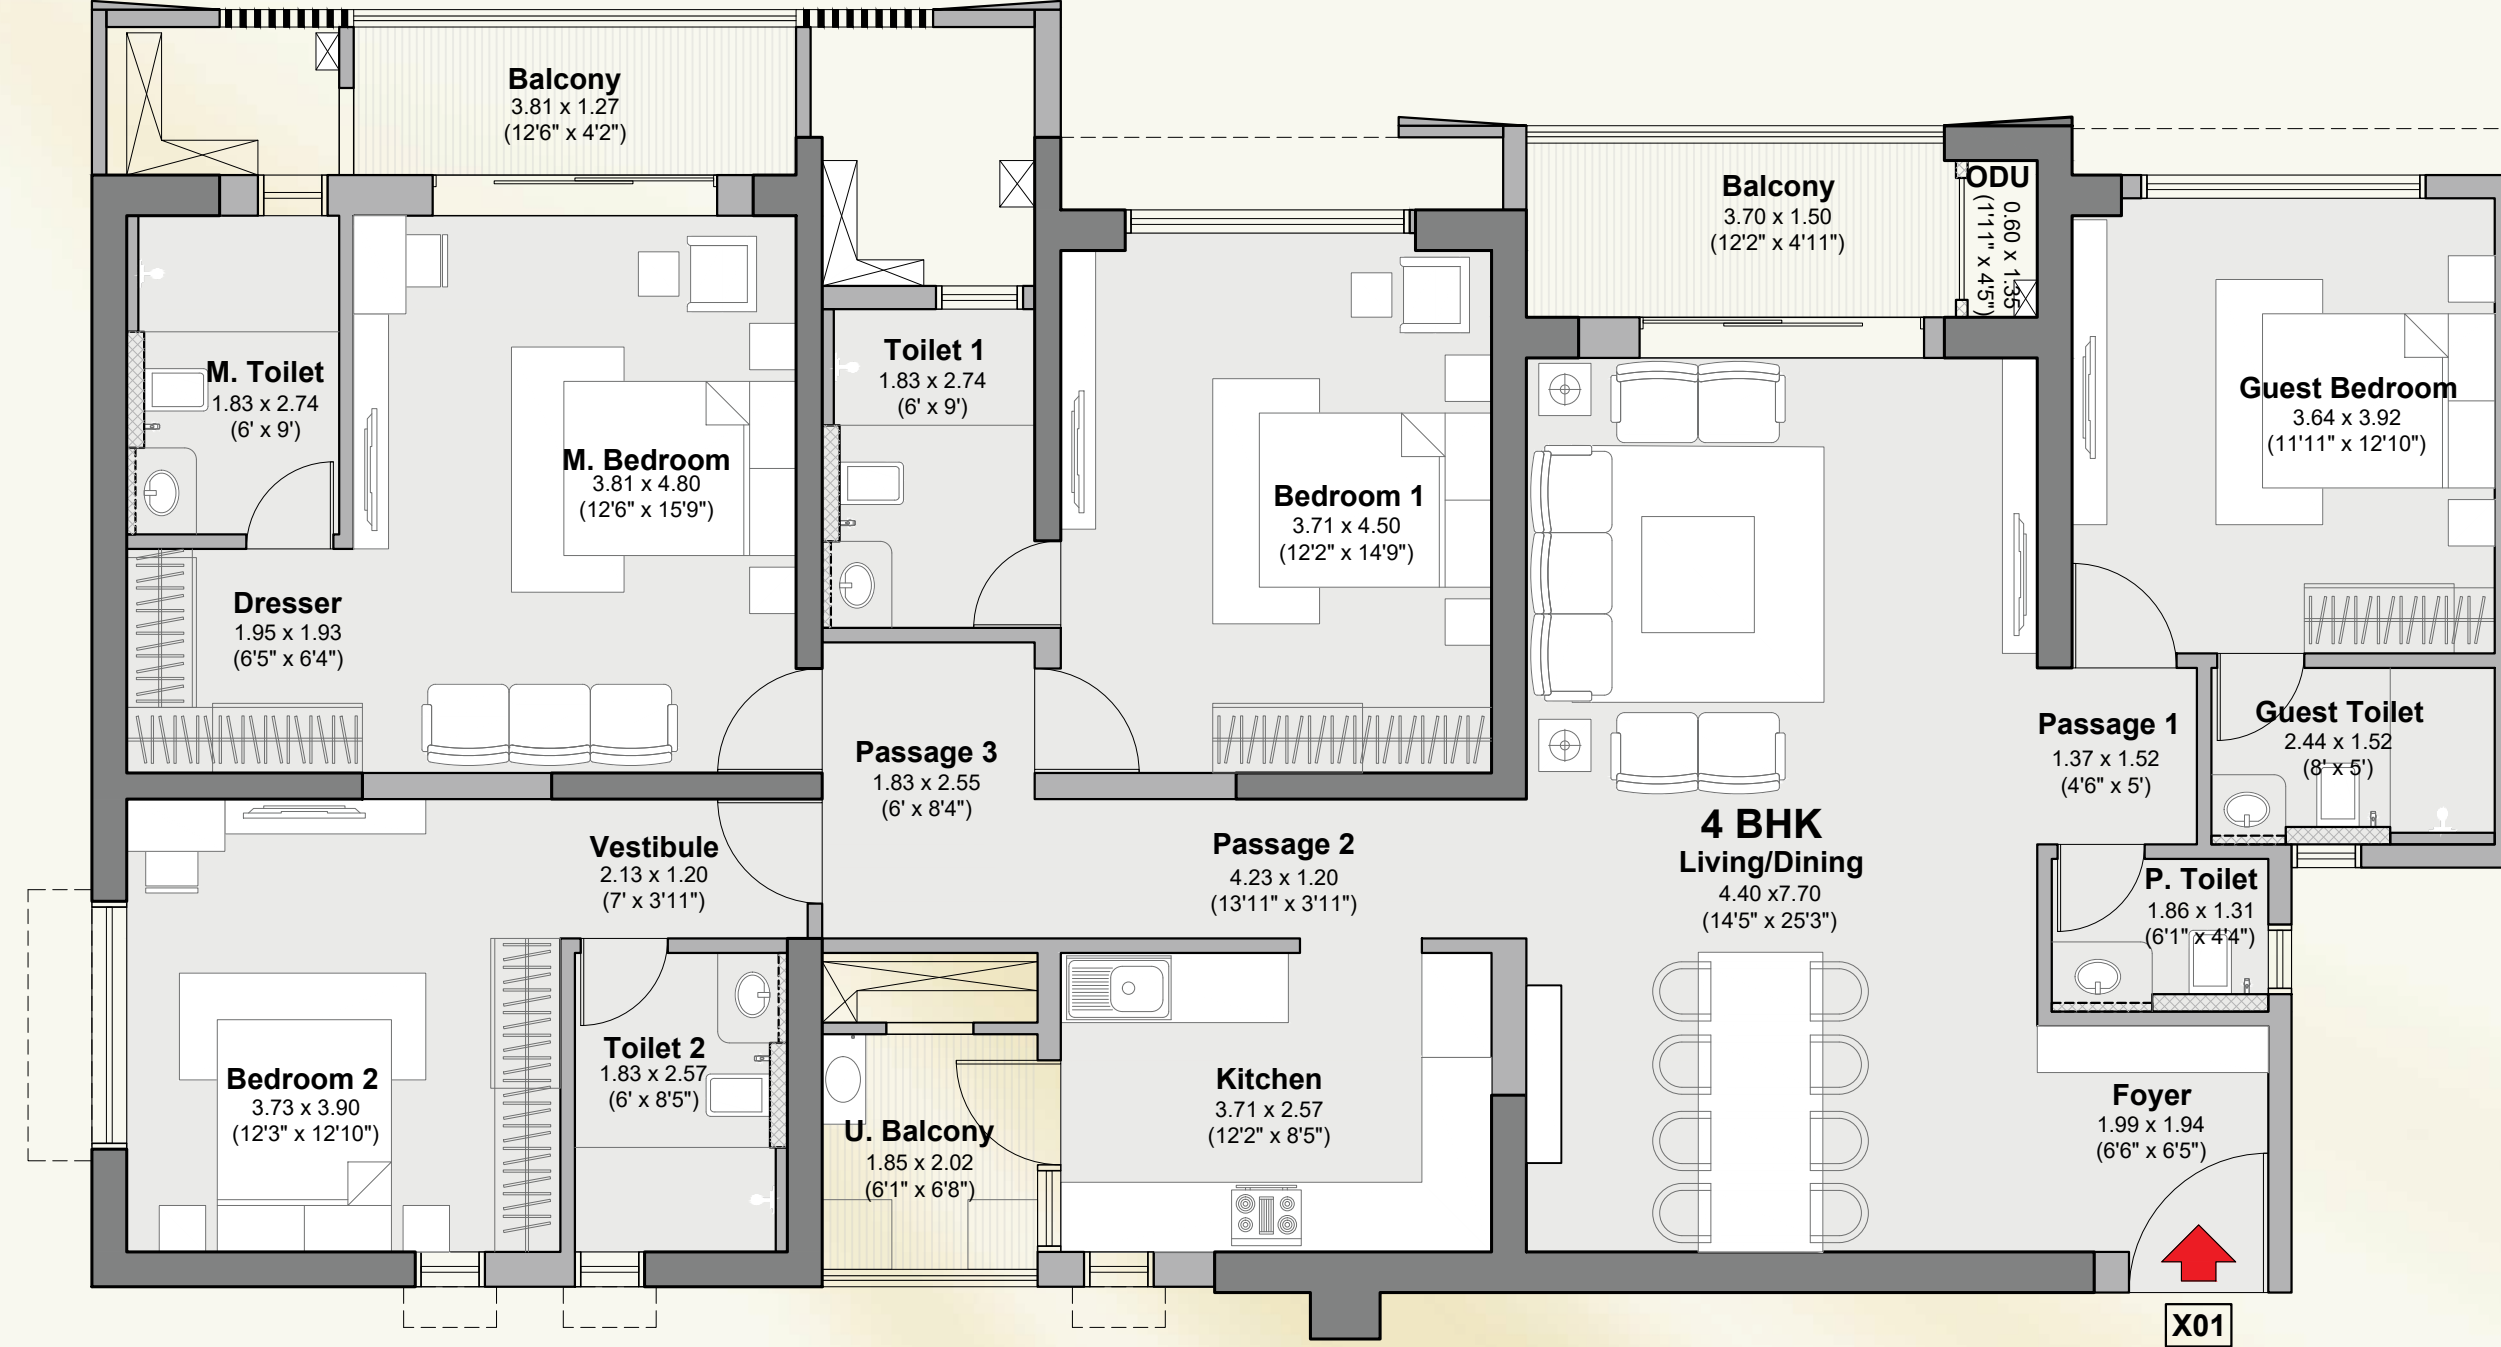 Balcony
3.81 x 1.27
(12'6" x 4'2")
Balcony
3.70 x 1.50
(12'2" x 4'11")
ODU
0.60 x 1.35
(1'11" x 4'5")
M. Toilet
1.83 x 2.74
(6' x 9')
M. Bedroom
3.81 x 4.80
(12'6" x 15'9")
Toilet 1
1.83 x 2.74
(6' x 9')
Bedroom 1
3.71 x 4.50
(12'2" x 14'9")
Guest Bedroom
3.64 x 3.92
(11'11" x 12'10")
Dresser
1.95 x 1.93
(6'5" x 6'4")
Passage 3
1.83 x 2.55
(6' x 8'4")
Passage 1
1.37 x 1.52
(4'6" x 5')
Guest Toilet
2.44 x 1.52
(8' x 5')
Vestibule
2.13 x 1.20
(7' x 3'11")
Passage 2
4.23 x 1.20
(13'11" x 3'11")
4 BHK
Living/Dining
4.40 x7.70
(14'5" x 25'3")
P. Toilet
1.86 x 1.31
(6'1" x 4'4")
Bedroom 2
3.73 x 3.90
(12'3" x 12'10")
Toilet 2
1.83 x 2.57
(6' x 8'5")
U. Balcony
1.85 x 2.02
(6'1" x 6'8")
Kitchen
3.71 x 2.57
(12'2" x 8'5")
Foyer
1.99 x 1.94
(6'6" x 6'5")
X01